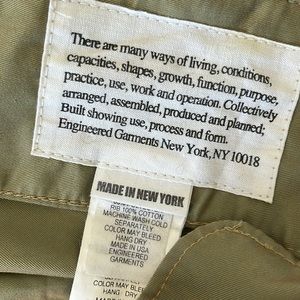 There are many ways of living, conditions,
capacities, shapes, growth, function, purpose,
practice, use, work and operation. Collectively
arranged, assembled, produced and planned;
Built showing use, process and form.
Engineered Garments New York, NY 10018
MADE IN NEW YORK
RIB 100% COTTON
MACHINE WASH COLD
SEPARATELY
COLOR MAY BLEED
HANG DRY
MADE IN USA
ENGINEERED
GARMENTS
COLOR MAY BLEED
HANG DRY